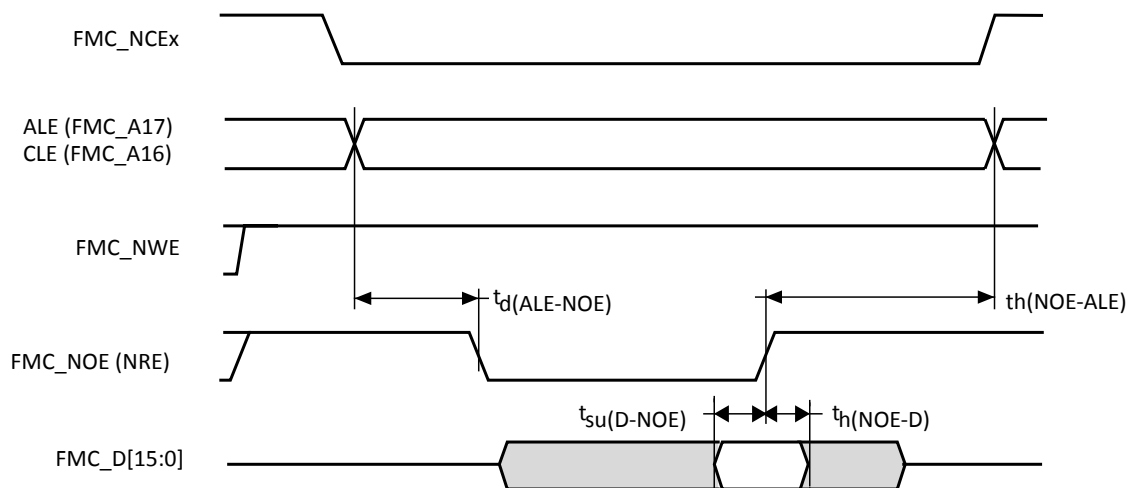 FMC_NCEx
ALE (FMC_A17)
CLE (FMC_A16)
FMC_NWE
td(ALE-NOE)
th(NOE-ALE)
FMC_NOE (NRE)
tsu(D-NOE)
th(NOE-D)
FMC_D[15:0]